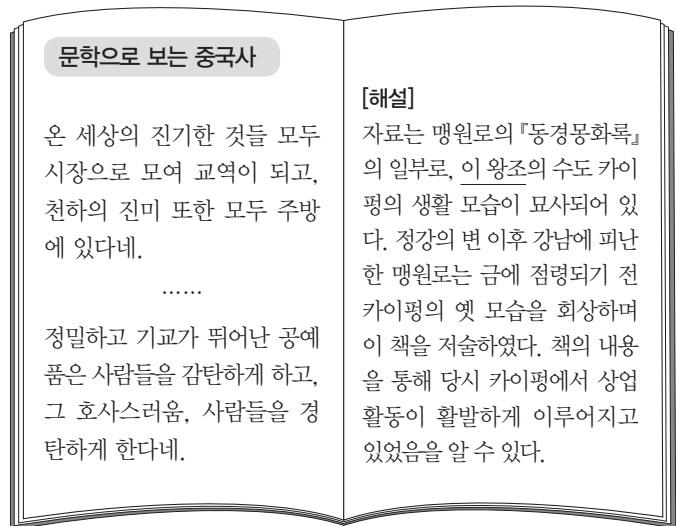 문학으로 보는 중국사
온 세상의 진기한 것들 모두
시장으로 모여 교역이 되고,
천하의 진미 또한 모두 주방
에 있다네.
……
정밀하고 기교가 뛰어난 공예
품은 사람들을 감탄하게 하고,
그 호사스러움, 사람들을 경
탄하게 한다네.
[해설]
자료는 맹원로의 『동경몽화록』
의 일부로, 이 왕조의 수도 카이
펑의 생활 모습이 묘사되어 있
다. 정강의 변 이후 강남에 피난
한 맹원로는 금에 점령되기 전
카이펑의 옛 모습을 회상하며
이 책을 저술하였다. 책의 내용
을 통해 당시 카이펑에서 상업
활동이 활발하게 이루어지고
있었음을 알 수 있다.